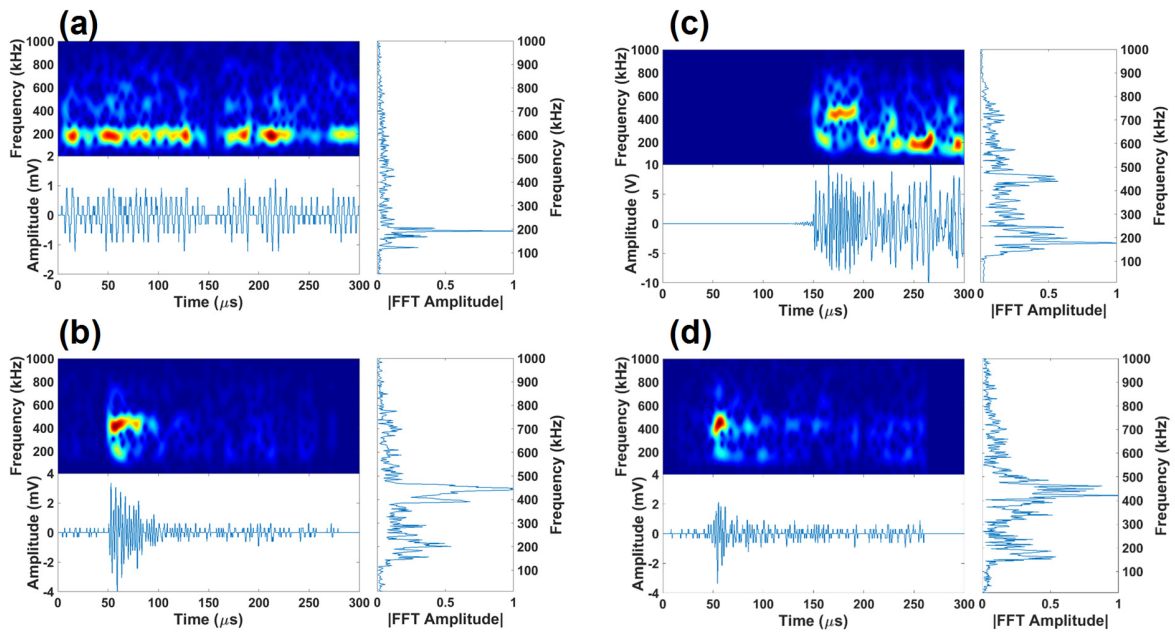 (a)
1000
800
600
400
200
Frequency (kHz)
2
1
0
-1
-2
Amplitude (mV)
0 50 100 150 200 250 300
Time (μs)
1000
900
800
700
600
500
400
300
200
100
Frequency (kHz)
0 0.5 1
|FFT Amplitude|
(b)
1000
800
600
400
200
Frequency (kHz)
4
2
0
-2
-4
Amplitude (mV)
0 50 100 150 200 250 300
Time (μs)
1000
900
800
700
600
500
400
300
200
100
Frequency (kHz)
0 0.5 1
|FFT Amplitude|
(c)
1000
800
600
400
200
Frequency (kHz)
10
5
0
-5
-10
Amplitude (V)
0 50 100 150 200 250 300
Time (μs)
1000
900
800
700
600
500
400
300
200
100
Frequency (kHz)
0 0.5 1
|FFT Amplitude|
(d)
1000
800
600
400
200
Frequency (kHz)
4
2
0
-2
-4
Amplitude (mV)
0 50 100 150 200 250 300
Time (μs)
1000
900
800
700
600
500
400
300
200
100
Frequency (kHz)
0 0.5 1
|FFT Amplitude|